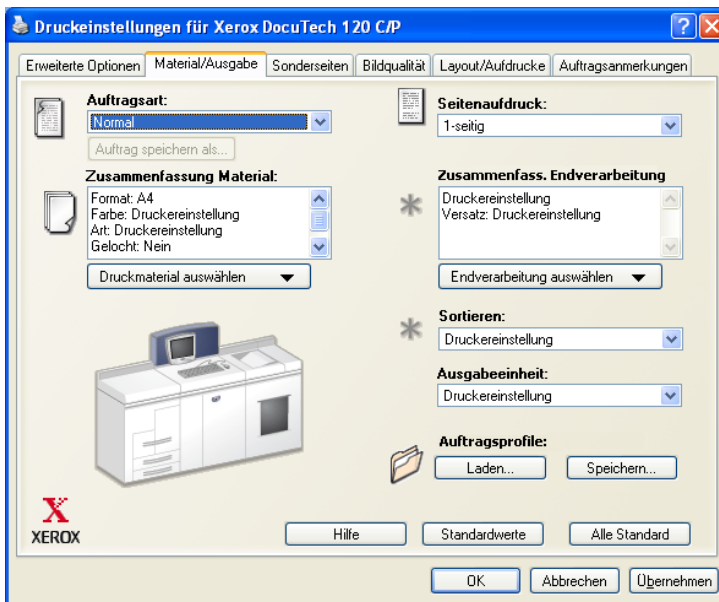 Druckeinstellungen für Xerox DocuTech 120 C/P
Erweiterte Optionen
Material/Ausgabe
Sonderseiten
Bildqualität
Layout/Aufdrucke
Auftragsanmerkungen
Auftragsart:
Normal
Auftrag speichern als...
Zusammenfassung Material:
Format: A4
Farbe: Druckereinstellung
Art: Druckereinstellung
Gelocht: Nein
Druckmaterial auswählen
Seitenaufdruck:
1-seitig
Zusammenfass. Endverarbeitung
Druckereinstellung
Versatz: Druckereinstellung
Endverarbeitung auswählen
Sortieren:
Druckereinstellung
Ausgabeeinheit:
Druckereinstellung
Auftragsprofile:
Laden...
Speichern...
X
XEROX
Hilfe
Standardwerte
Alle Standard
OK
Abbrechen
Übernehmen